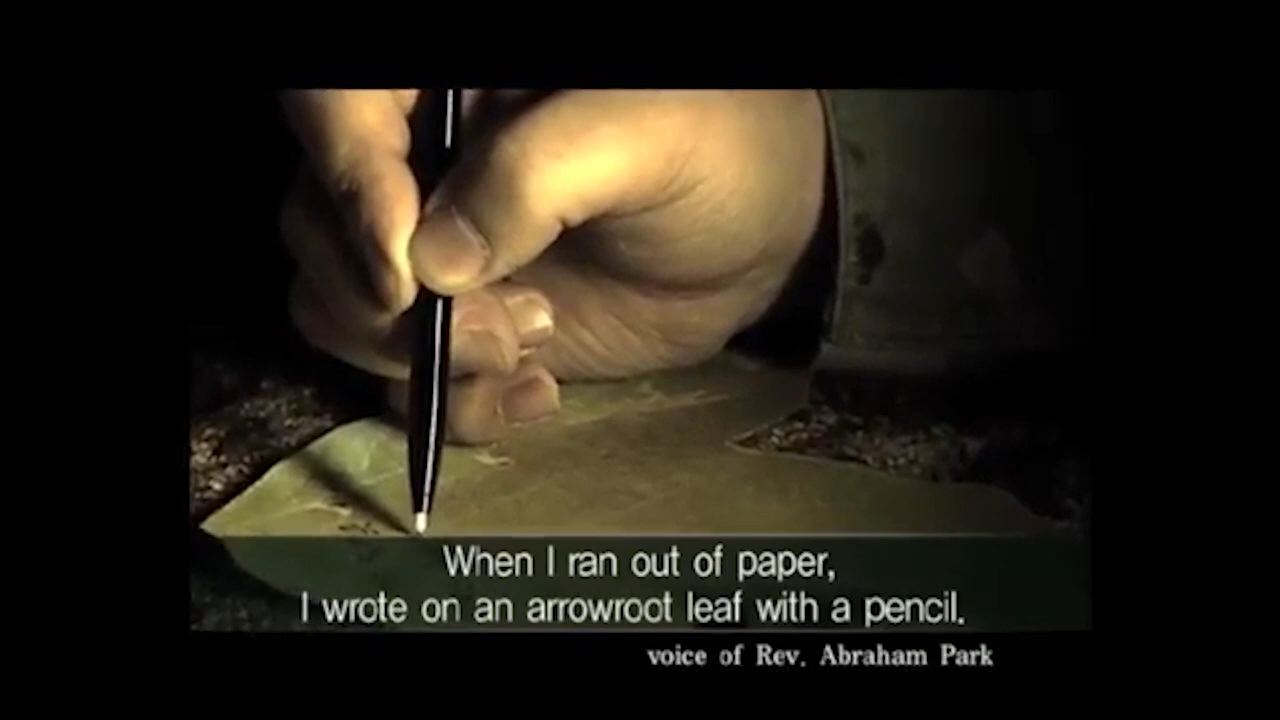 When I ran out of paper,
I wrote on an arrowroot leaf with a pencil.
voice of Rev. Abraham Park